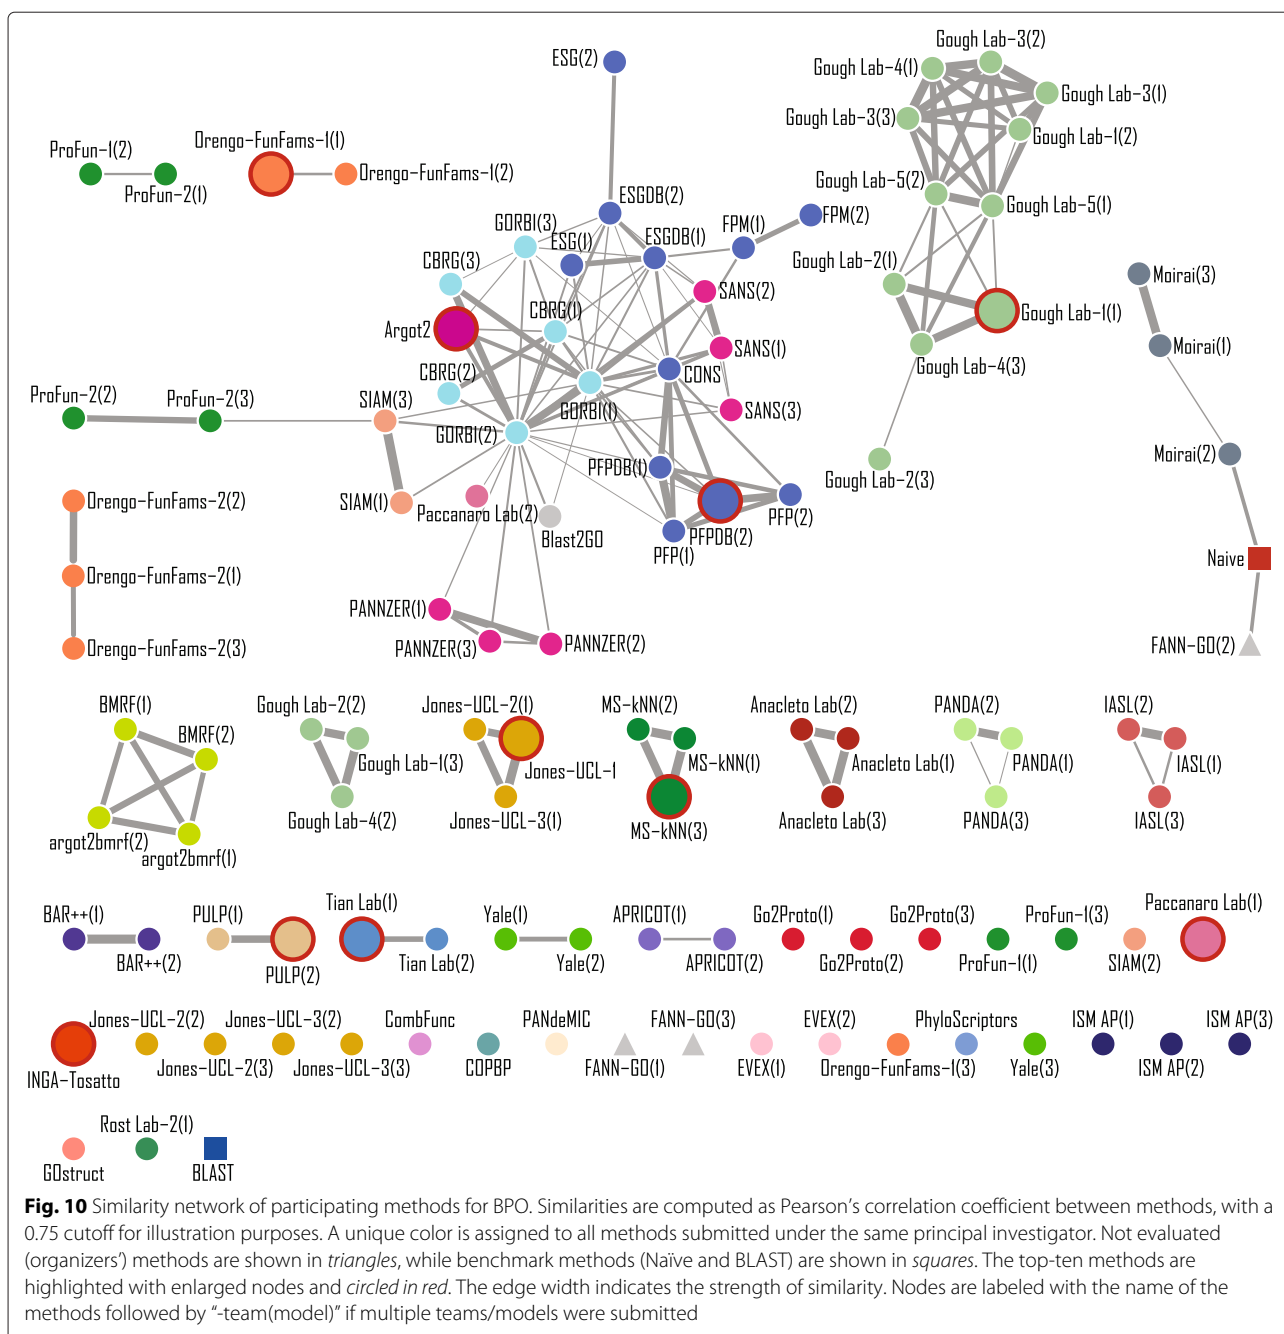 ESG(2)
Gough Lab–3(2)
Gough Lab–4(1)
Gough Lab–3(1)
Gough Lab–3(3)
Gough Lab–1(2)
ProFun–1(2)
Orengo–FunFams–1(1)
ProFun–2(1)
Orengo–FunFams–1(2)
Gough Lab–5(2)
Gough Lab–5(1)
ESGDB(2)
FPM(1)
FPM(2)
GORBI(3)
ESG(1)
ESGDB(1)
CBRG(3)
Gough Lab–2(1)
Moirai(3)
SANS(2)
CBRG(1)
Gough Lab–1(1)
Argot2
SANS(1)
Moirai(1)
CBRG(2)
CONS
Gough Lab–4(3)
ProFun–2(2)
ProFun–2(3)
SIAM(3)
GORBI(1)
SANS(3)
GORBI(2)
Moirai(2)
PFPDB(1)
Gough Lab–2(3)
Orengo–FunFams–2(2)
SIAM(1)
Paccanaro Lab(2)
Blast2GO
PFP(1)
PFPDB(2)
PFP(2)
Naive
Orengo–FunFams–2(1)
PANNZER(1)
Orengo–FunFams–2(3)
PANNZER(3)
PANNZER(2)
FANN–GO(2)
BMRF(1)
BMRF(2)
argot2bmrf(2)
argot2bmrf(1)
Gough Lab–2(2)
Gough Lab–1(3)
Gough Lab–4(2)
Jones–UCL–2(1)
Jones–UCL–1
Jones–UCL–3(1)
MS–kNN(2)
MS–kNN(1)
MS–kNN(3)
Anacleto Lab(2)
Anacleto Lab(1)
Anacleto Lab(3)
PANDA(2)
PANDA(1)
PANDA(3)
IASL(2)
IASL(1)
IASL(3)
BAR++(1)
BAR++(2)
PULP(1)
PULP(2)
Tian Lab(1)
Tian Lab(2)
Yale(1)
Yale(2)
APRICOT(1)
APRICOT(2)
Go2Proto(1)
Go2Proto(2)
Go2Proto(3)
ProFun–1(1)
ProFun–1(3)
SIAM(2)
Paccanaro Lab(1)
INGA–Tosatto
Jones–UCL–2(2)
Jones–UCL–2(3)
Jones–UCL–3(2)
Jones–UCL–3(3)
CombFunc
COPBP
PANdeMIC
FANN–GO(1)
FANN–GO(3)
EVEX(1)
EVEX(2)
Orengo–FunFams–1(3)
PhyloScriptors
Yale(3)
ISM AP(1)
ISM AP(2)
ISM AP(3)
GOstruct
Rost Lab–2(1)
BLAST
Fig. 10 Similarity network of participating methods for BPO. Similarities are computed as Pearson's correlation coefficient between methods, with a
0.75 cutoff for illustration purposes. A unique color is assigned to all methods submitted under the same principal investigator. Not evaluated
(organizers') methods are shown in triangles, while benchmark methods (Naïve and BLAST) are shown in squares. The top-ten methods are
highlighted with enlarged nodes and circled in red. The edge width indicates the strength of similarity. Nodes are labeled with the name of the
methods followed by "-team(model)" if multiple teams/models were submitted